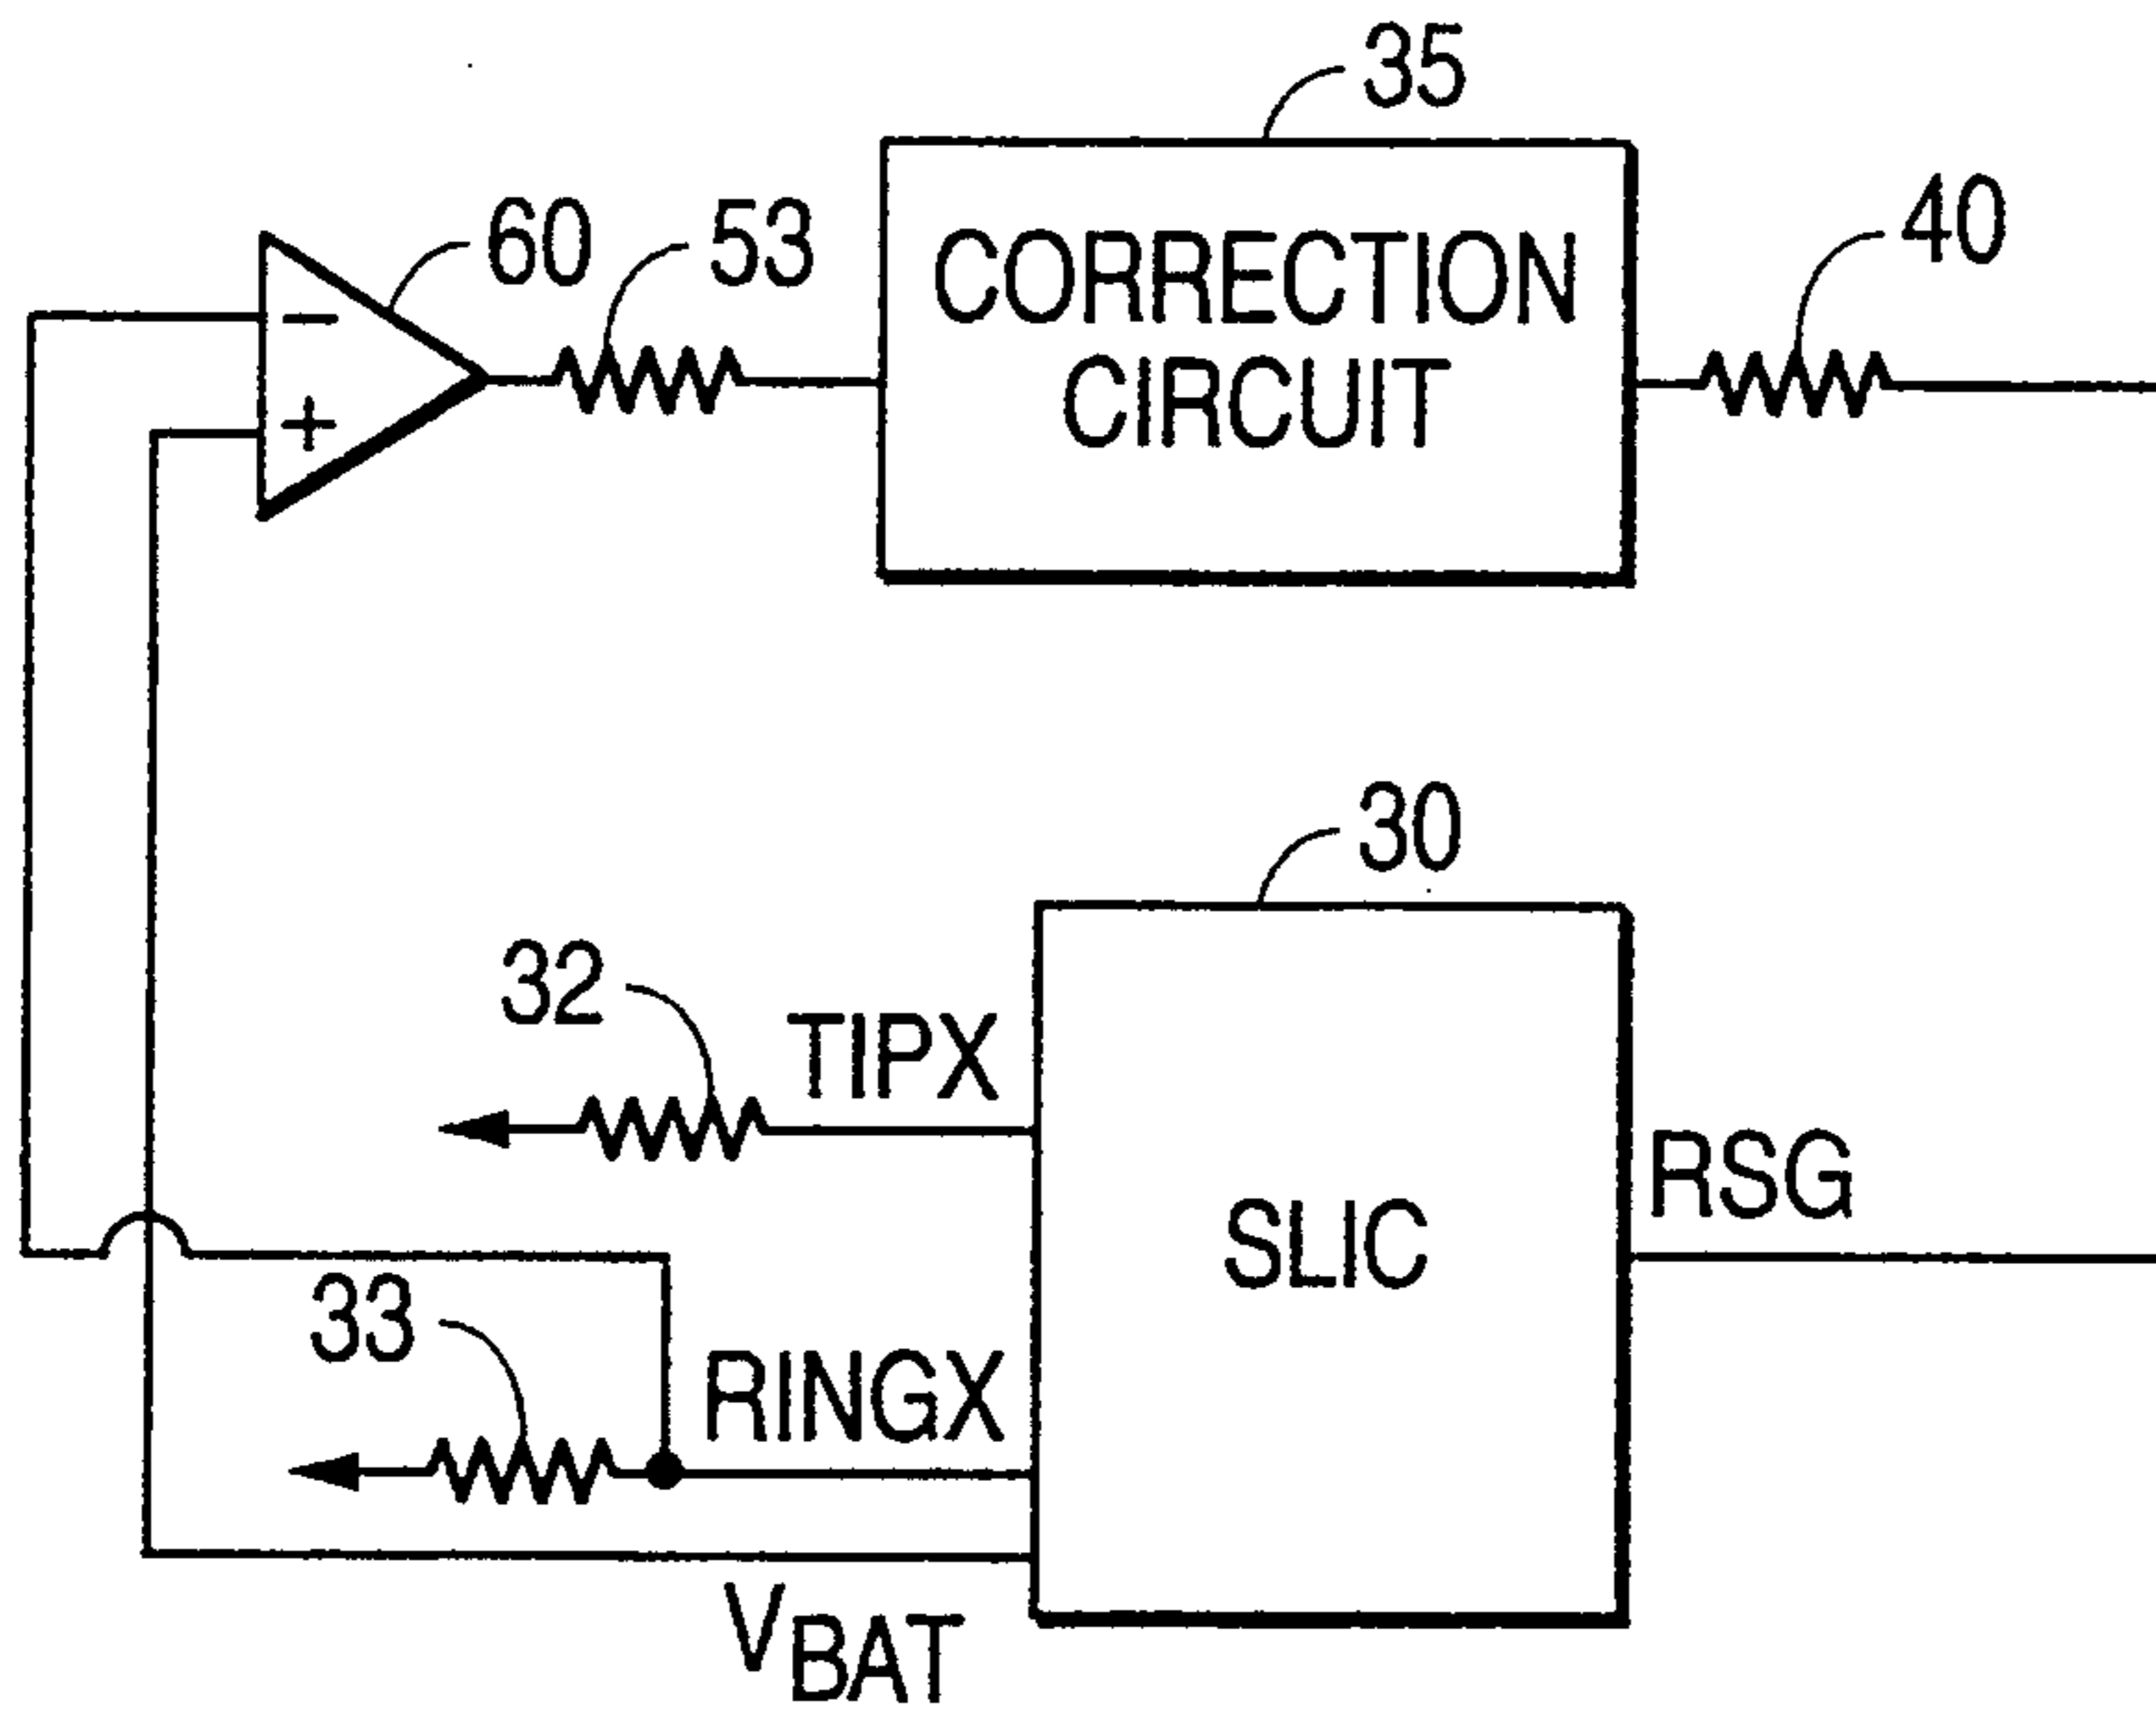 35
60
53
40
CORRECTION
CIRCUIT
−
+
30
32
TIPX
RSG
SLIC
33
RINGX
VBAT